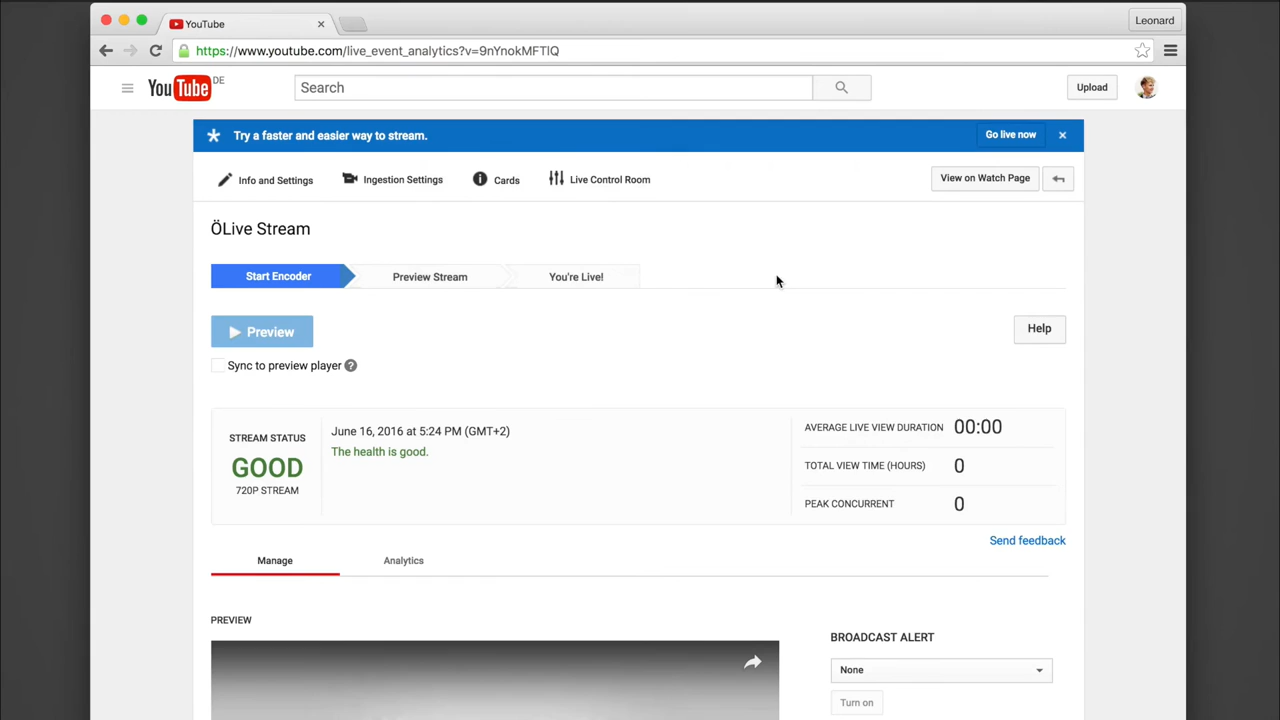 YouTube
Leonard
https://www.youtube.com/live_event_analytics?v=9nYnokMFTlQ
YouTube DE
Search
Upload
Try a faster and easier way to stream.
Go live now
Info and Settings
Ingestion Settings
Cards
Live Control Room
View on Watch Page
ÖLive Stream
Start Encoder
Preview Stream
You're Live!
Preview
Help
Sync to preview player ?
STREAM STATUS
GOOD
720P STREAM
June 16, 2016 at 5:24 PM (GMT+2)
The health is good.
AVERAGE LIVE VIEW DURATION 00:00
TOTAL VIEW TIME (HOURS) 0
PEAK CONCURRENT 0
Send feedback
Manage
Analytics
PREVIEW
BROADCAST ALERT
None
Turn on